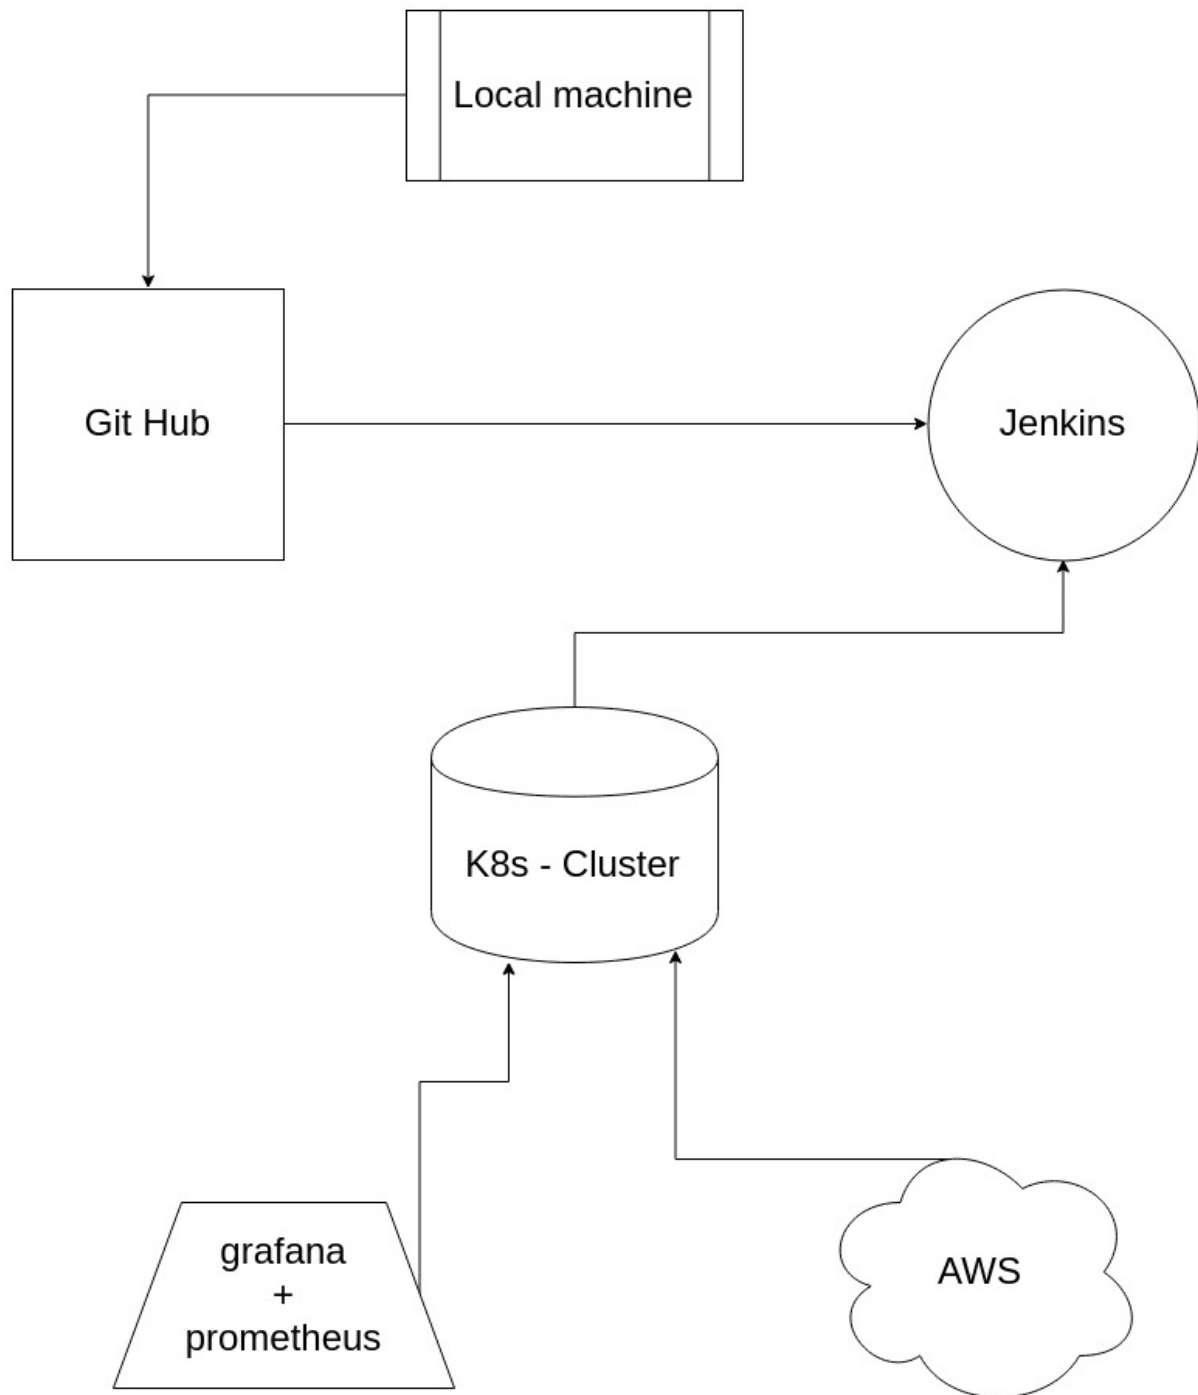 Local machine
Git Hub
Jenkins
K8s - Cluster
grafana
+
prometheus
AWS